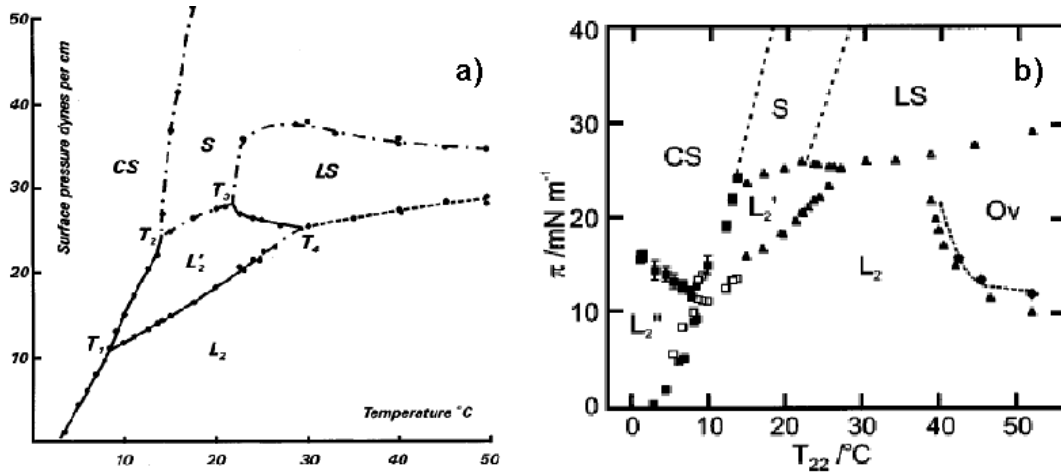 50
40
30
20
10
Surface pressure dynes per cm
a)
CS
S
LS
T3
T2
T4
L2'
T1
L2
Temperature °C
10
20
30
40
50
40
30
20
10
0
π/mN m⁻¹
b)
S
LS
CS
L2'
Ov
L2
L2"
0
10
20
30
40
50
T22 /°C